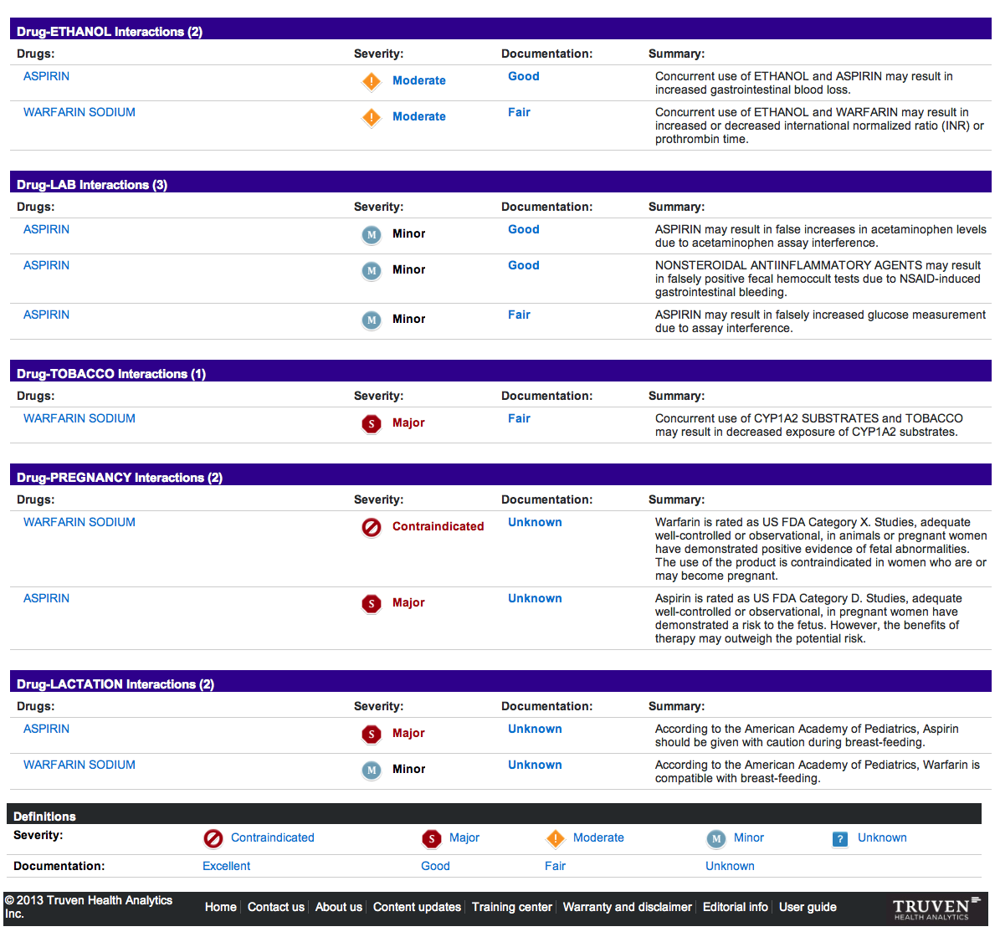 Drug-ETHANOL Interactions (2)
Drugs: Severity: Documentation: Summary:
ASPIRIN ! Moderate Good Concurrent use of ETHANOL and ASPIRIN may result in
increased gastrointestinal blood loss.
WARFARIN SODIUM ! Moderate Fair Concurrent use of ETHANOL and WARFARIN may result in
increased or decreased international normalized ratio (INR) or
prothrombin time.
Drug-LAB Interactions (3)
Drugs: Severity: Documentation: Summary:
ASPIRIN M Minor Good ASPIRIN may result in false increases in acetaminophen levels
due to acetaminophen assay interference.
ASPIRIN M Minor Good NONSTEROIDAL ANTIINFLAMMATORY AGENTS may result
in falsely positive fecal hemoccult tests due to NSAID-induced
gastrointestinal bleeding.
ASPIRIN M Minor Fair ASPIRIN may result in falsely increased glucose measurement
due to assay interference.
Drug-TOBACCO Interactions (1)
Drugs: Severity: Documentation: Summary:
WARFARIN SODIUM S Major Fair Concurrent use of CYP1A2 SUBSTRATES and TOBACCO
may result in decreased exposure of CYP1A2 substrates.
Drug-PREGNANCY Interactions (2)
Drugs: Severity: Documentation: Summary:
WARFARIN SODIUM Contraindicated Unknown Warfarin is rated as US FDA Category X. Studies, adequate
well-controlled or observational, in animals or pregnant women
have demonstrated positive evidence of fetal abnormalities.
The use of the product is contraindicated in women who are or
may become pregnant.
ASPIRIN S Major Unknown Aspirin is rated as US FDA Category D. Studies, adequate
well-controlled or observational, in pregnant women have
demonstrated a risk to the fetus. However, the benefits of
therapy may outweigh the potential risk.
Drug-LACTATION Interactions (2)
Drugs: Severity: Documentation: Summary:
ASPIRIN S Major Unknown According to the American Academy of Pediatrics, Aspirin
should be given with caution during breast-feeding.
WARFARIN SODIUM M Minor Unknown According to the American Academy of Pediatrics, Warfarin is
compatible with breast-feeding.
Definitions
Severity: Contraindicated S Major ! Moderate M Minor ? Unknown
Documentation: Excellent Good Fair Unknown
© 2013 Truven Health Analytics
Inc.
Home Contact us About us Content updates Training center Warranty and disclaimer Editorial info User guide
TRUVEN
HEALTH ANALYTICS